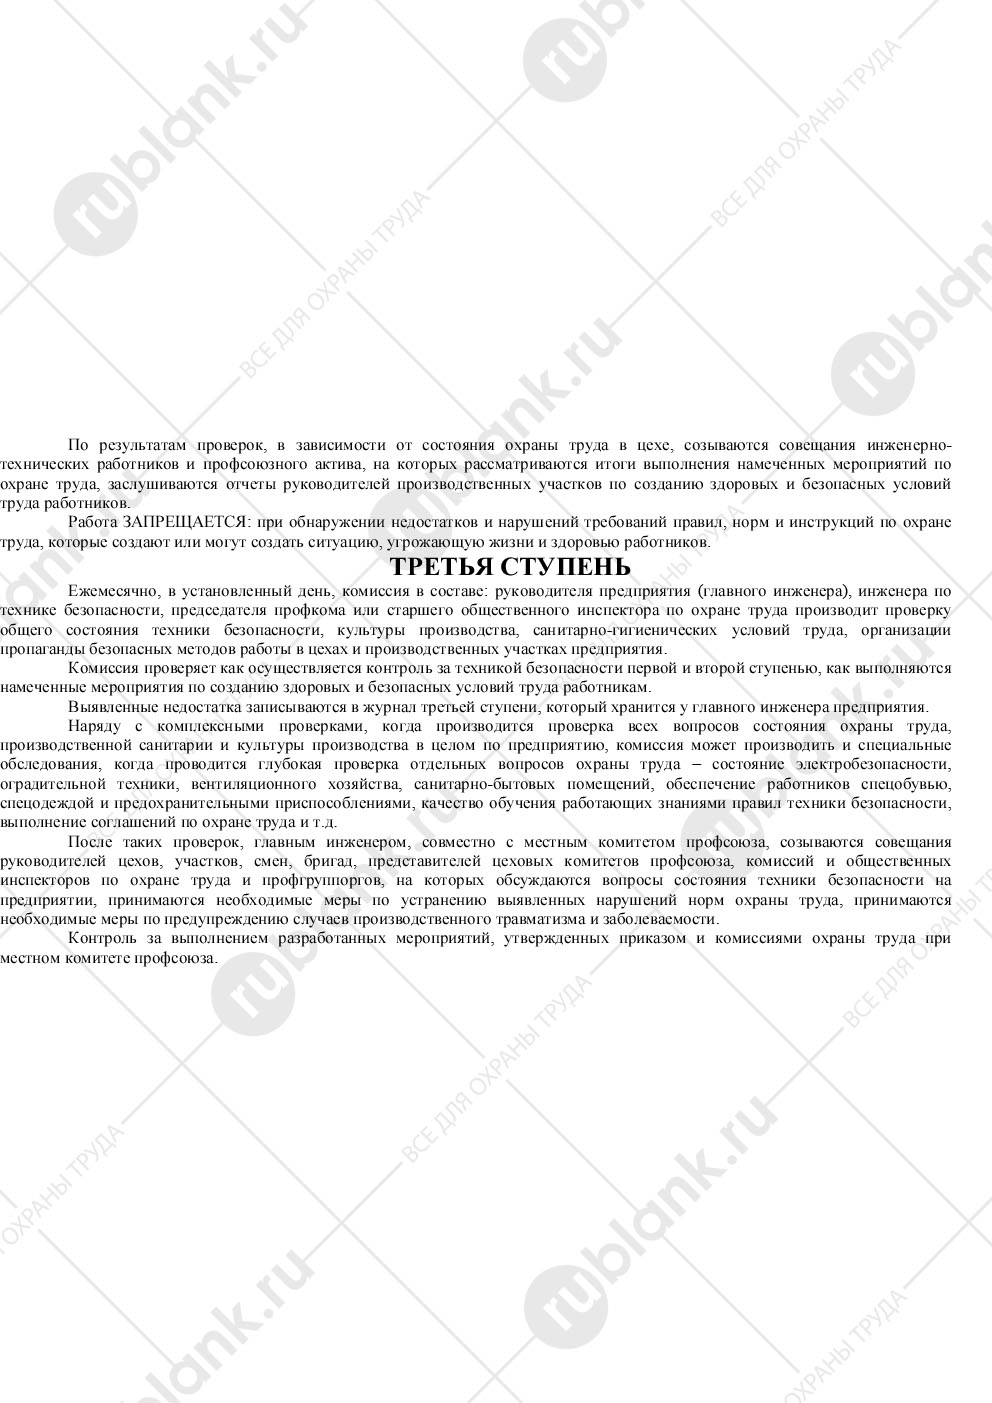 По результатам проверок, в зависимости от состояния охраны труда в цехе, созываются совещания инженерно-
технических работников и профсоюзного актива, на которых рассматриваются итоги выполнения намеченных мероприятий по
охране труда, заслушиваются отчеты руководителей производственных участков по созданию здоровых и безопасных условий
труда работников.
Работа ЗАПРЕЩАЕТСЯ: при обнаружении недостатков и нарушений требований правил, норм и инструкций по охране
труда, которые создают или могут создать ситуацию, угрожающую жизни и здоровью работников.
ТРЕТЬЯ СТУПЕНЬ
Ежемесячно, в установленный день, комиссия в составе: руководителя предприятия (главного инженера), инженера по
технике безопасности, председателя профкома или старшего общественного инспектора по охране труда производит проверку
общего состояния техники безопасности, культуры производства, санитарно-гигиенических условий труда, организации
пропаганды безопасных методов работы в цехах и производственных участках предприятия.
Комиссия проверяет как осуществляется контроль за техникой безопасности первой и второй ступенью, как выполняются
намеченные мероприятия по созданию здоровых и безопасных условий труда работникам.
Выявленные недостатка записываются в журнал третьей ступени, который хранится у главного инженера предприятия.
Наряду с комплексными проверками, когда производится проверка всех вопросов состояния охраны труда,
производственной санитарии и культуры производства в целом по предприятию, комиссия может производить и специальные
обследования, когда проводится глубокая проверка отдельных вопросов охраны труда – состояние электробезопасности,
оградительной техники, вентиляционного хозяйства, санитарно-бытовых помещений, обеспечение работников спецобувью,
спецодеждой и предохранительными приспособлениями, качество обучения работающих знаниями правил техники безопасности,
выполнение соглашений по охране труда и т.д.
После таких проверок, главным инженером, совместно с местным комитетом профсоюза, созываются совещания
руководителей цехов, участков, смен, бригад, представителей цеховых комитетов профсоюза, комиссий и общественных
инспекторов по охране труда и профгруппоргов, на которых обсуждаются вопросы состояния техники безопасности на
предприятии, принимаются необходимые меры по устранению выявленных нарушений норм охраны труда, принимаются
необходимые меры по предупреждению случаев производственного травматизма и заболеваемости.
Контроль за выполнением разработанных мероприятий, утвержденных приказом и комиссиями охраны труда при
местном комитете профсоюза.
rublank.ru
ВСЕ ДЛЯ ОХРАНЫ ТРУДА